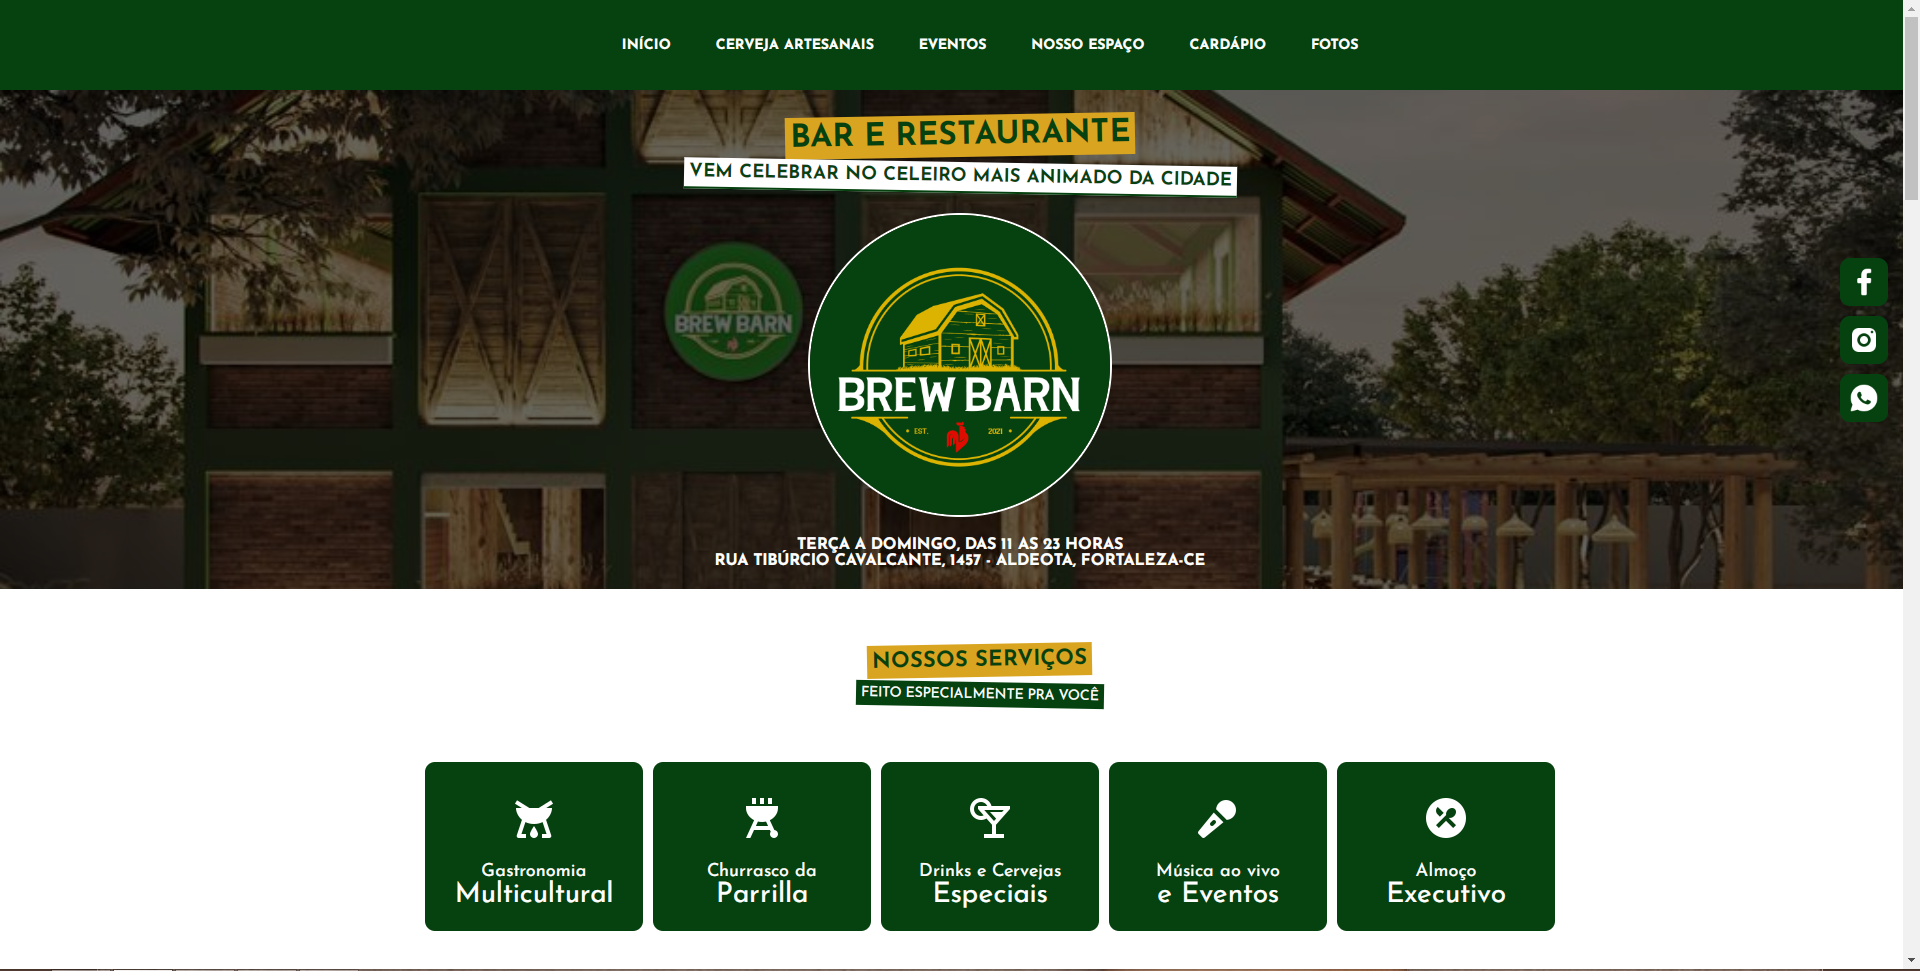 INÍCIO CERVEJA ARTESANAIS EVENTOS NOSSO ESPAÇO CARDÁPIO FOTOS
BAR E RESTAURANTE
VEM CELEBRAR NO CELEIRO MAIS ANIMADO DA CIDADE
BREW BARN
BREW BARN
EST. 2021
TERÇA A DOMINGO, DAS 11 AS 23 HORAS
RUA TIBÚRCIO CAVALCANTE, 1457 - ALDEOTA, FORTALEZA-CE
NOSSOS SERVIÇOS
FEITO ESPECIALMENTE PRA VOCÊ
Gastronomia
Multicultural
Churrasco da
Parrilla
Drinks e Cervejas
Especiais
Música ao vivo
e Eventos
Almoço
Executivo